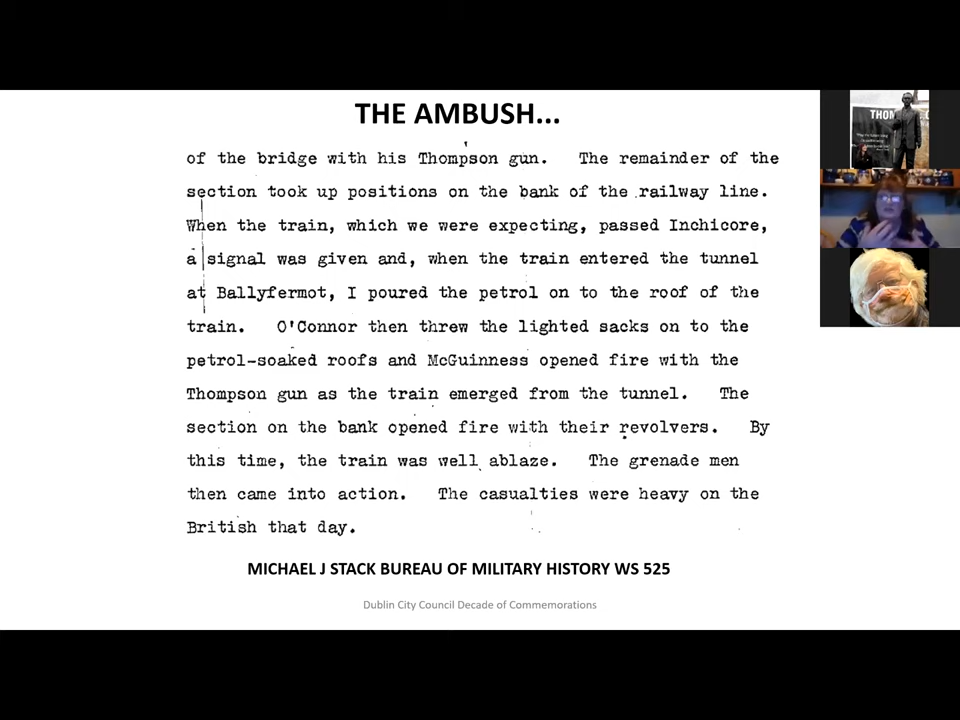 THE AMBUSH...
of the bridge with his Thompson gun. The remainder of the
section took up positions on the bank of the railway line.
When the train, which we were expecting, passed Inchicore,
a signal was given and, when the train entered the tunnel
at Ballyfermot, I poured the petrol on to the roof of the
train. O'Connor then threw the lighted sacks on to the
petrol-soaked roofs and McGuinness opened fire with the
Thompson gun as the train emerged from the tunnel. The
section on the bank opened fire with their revolvers. By
this time, the train was well ablaze. The grenade men
then came into action. The casualties were heavy on the
British that day.
MICHAEL J STACK BUREAU OF MILITARY HISTORY WS 525
Dublin City Council Decade of Commemorations